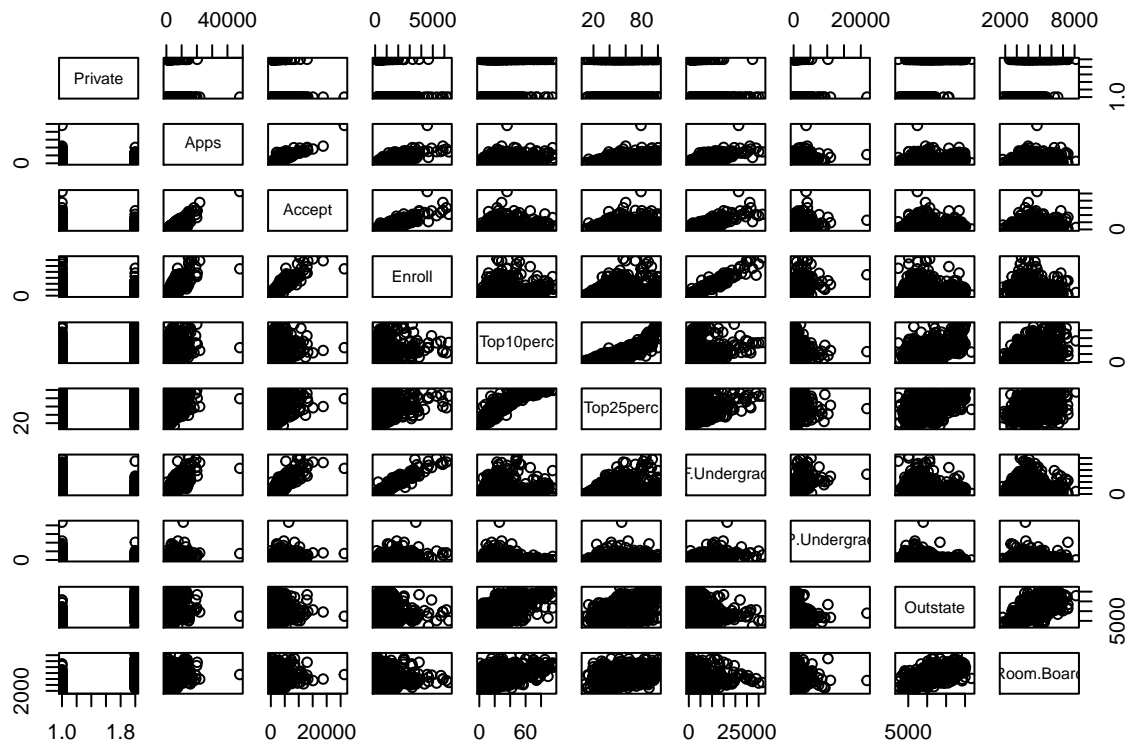 0 40000 0 5000 20 80 0 20000 2000 8000
Private
1.0
Apps
0
Accept
0
Enroll
0
Top10perc
0
Top25perc
20
F.Undergrad
0
P.Undergrad
0
Outstate
5000
Room.Board
2000
1.0 1.8 0 20000 0 60 0 25000 5000